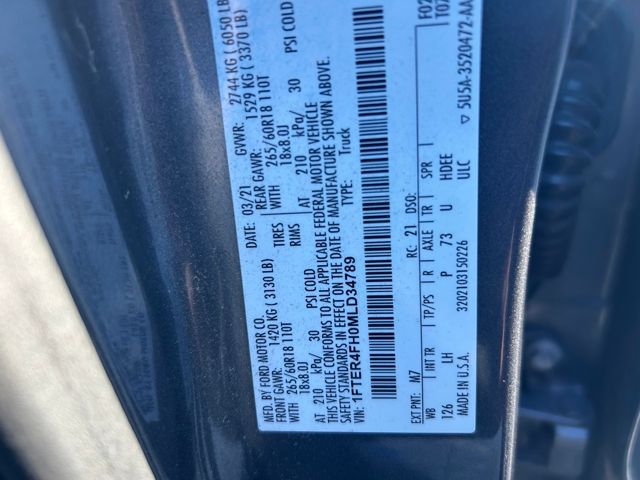 MFD. BY FORD MOTOR CO.
DATE: 03/21 GVWR: 2744 KG ( 6050 LB
FRONT GAWR: 1420 KG ( 3130 LB) REAR GAWR: 1529 KG ( 3370 LB)
WITH 265/60R18 110T TIRES WITH 265/60R18 110T
18x8.0J RIMS 18x8.0J
AT 210 kPa/ 30 PSI COLD AT 210 kPa/ 30 PSI COLD
THIS VEHICLE CONFORMS TO ALL APPLICABLE FEDERAL MOTOR VEHICLE
SAFETY STANDARDS IN EFFECT ON THE DATE OF MANUFACTURE SHOWN ABOVE.
VIN: 1FTER4FH0MLD34789 TYPE: Truck
EXT PNT: M7 RC: 21 DSO: F02
WB INT TR TP/PS R AXLE TR SPR T02
126 LH P 73 U HDEE
MADE IN U.S.A. 3202103150226 ULC
▽ 5U5A-3520472-AA